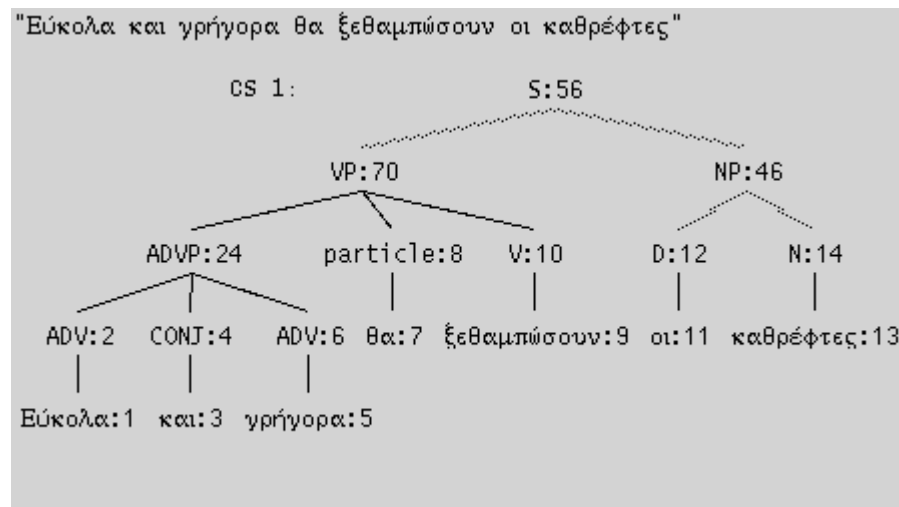 "Εύκολα και γρήγορα θα ξεθαμπώσουν οι καθρέφτες"
CS 1: S:56
VP:70 NP:46
ADVP:24 particle:8 V:10 D:12 N:14
ADV:2 CONJ:4 ADV:6 θα:7 ξεθαμπώσουν:9 οι:11 καθρέφτες:13
Εύκολα:1 και:3 γρήγορα:5